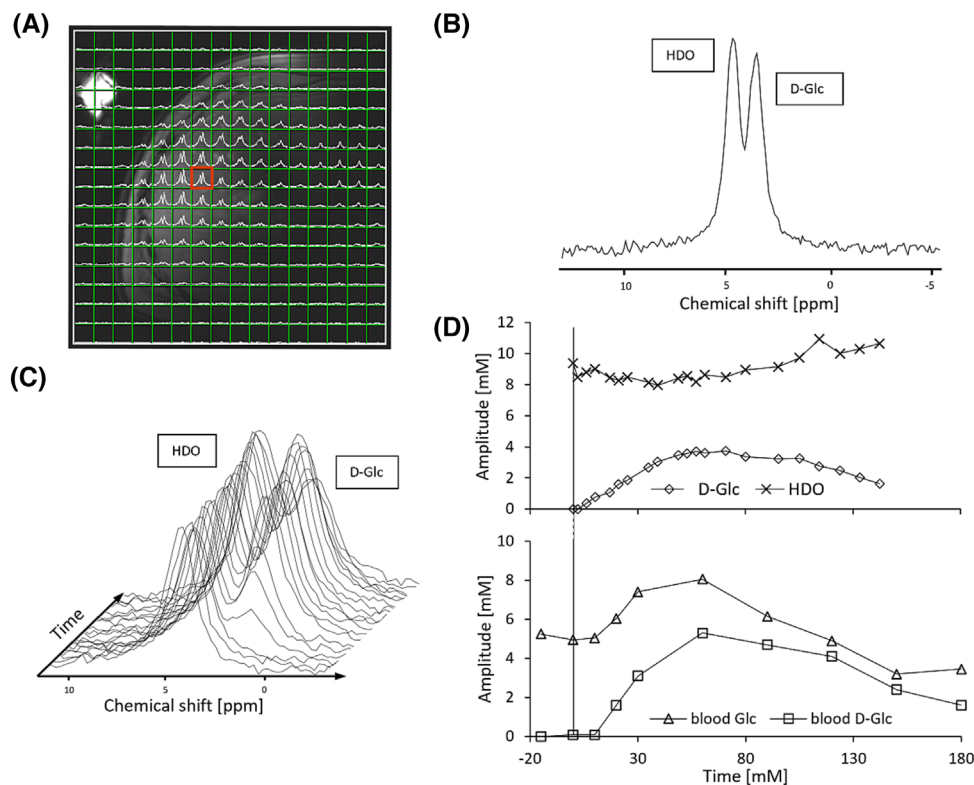 (A)
(B)
HDO
D-Glc
10
5
0
-5
Chemical shift [ppm]
(C)
HDO
D-Glc
Time
10
0
Chemical shift [ppm]
(D)
12
10
8
6
4
2
0
Amplitude [mM]
D-Glc
HDO
10
8
6
4
2
0
Amplitude [mM]
blood Glc
blood D-Glc
-20
30
80
130
180
Time [mM]